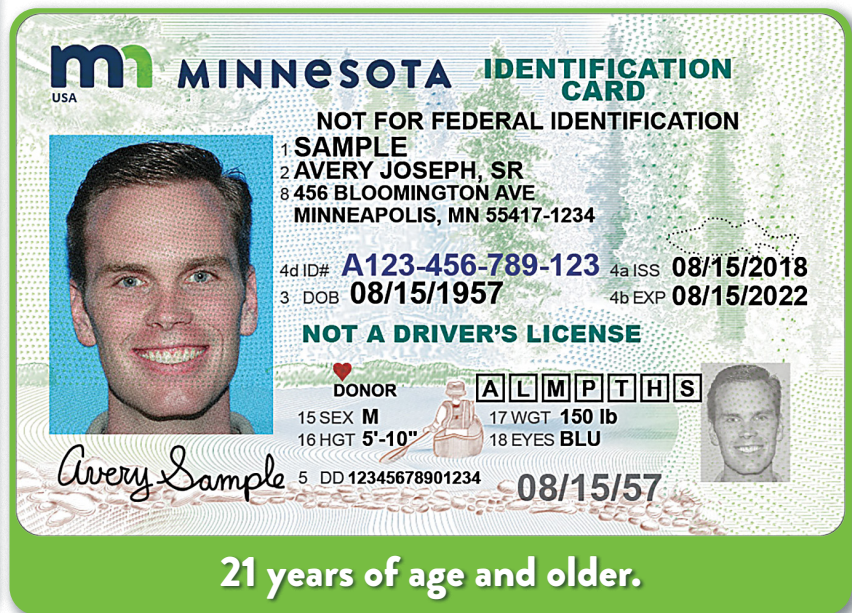 mn MINNESOTA IDENTIFICATION
USA CARD
NOT FOR FEDERAL IDENTIFICATION
1 SAMPLE
2 AVERY JOSEPH, SR
8 456 BLOOMINGTON AVE
MINNEAPOLIS, MN 55417-1234
4d ID# A123-456-789-123 4a ISS 08/15/2018
3 DOB 08/15/1957 4b EXP 08/15/2022
NOT A DRIVER'S LICENSE
DONOR A L M P T H S
15 SEX M 17 WGT 150 lb
16 HGT 5'-10" 18 EYES BLU
Avery Sample 5 DD 12345678901234 08/15/57
21 years of age and older.